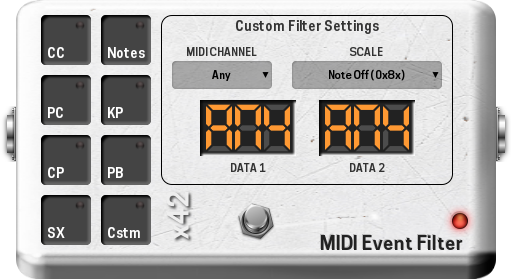 Custom Filter Settings
CC
Notes
MIDI CHANNEL
SCALE
Any
Note Off (0x8x)
PC
KP
ANY
ANY
DATA 1
DATA 2
CP
PB
SX
Cstm
x42
MIDI Event Filter